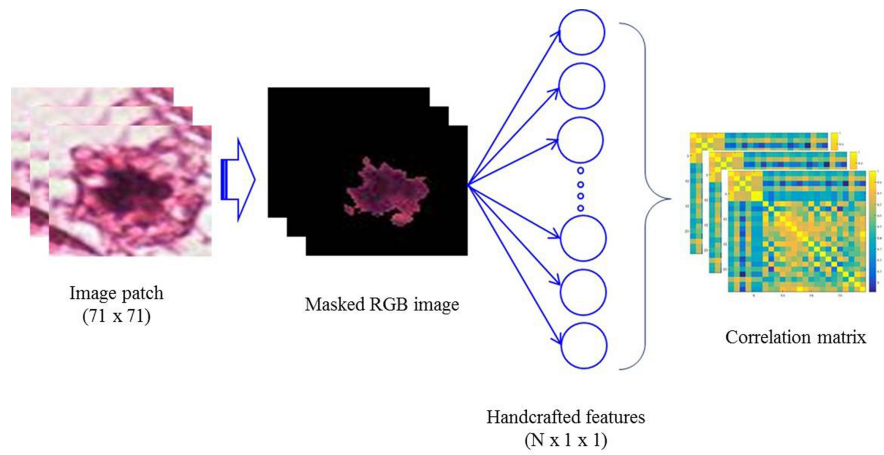 Image patch
(71 x 71)
Masked RGB image
Handcrafted features
(N x 1 x 1)
Correlation matrix